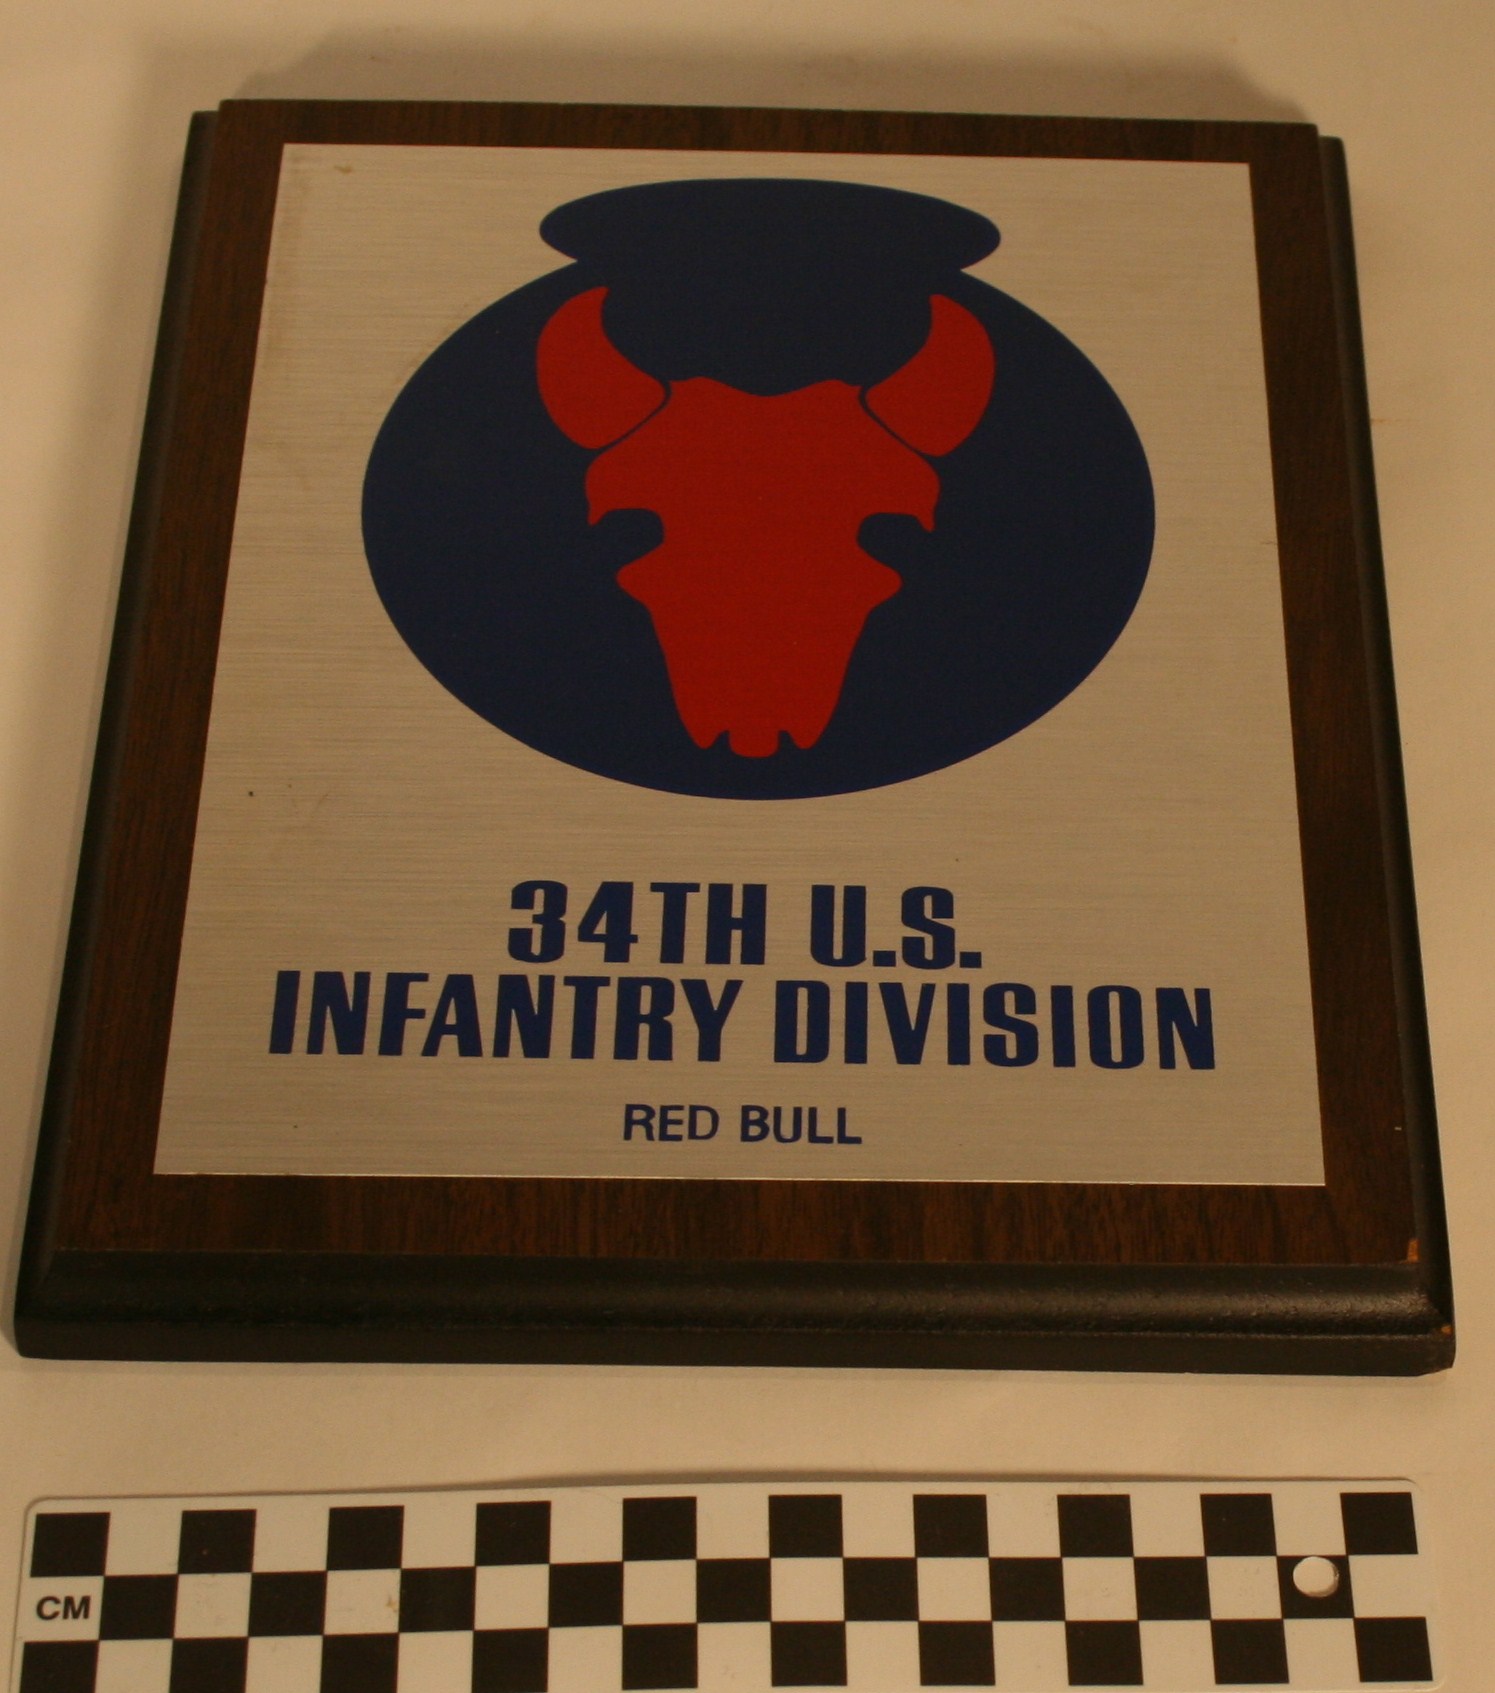 34TH U.S.
INFANTRY DIVISION
RED BULL
CM